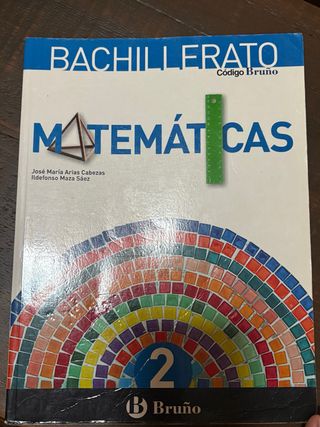 BACHILLERATO
Código Bruño
MATEMÁTICAS
José María Arias Cabezas
Ildefonso Maza Sáez
2
B Bruño